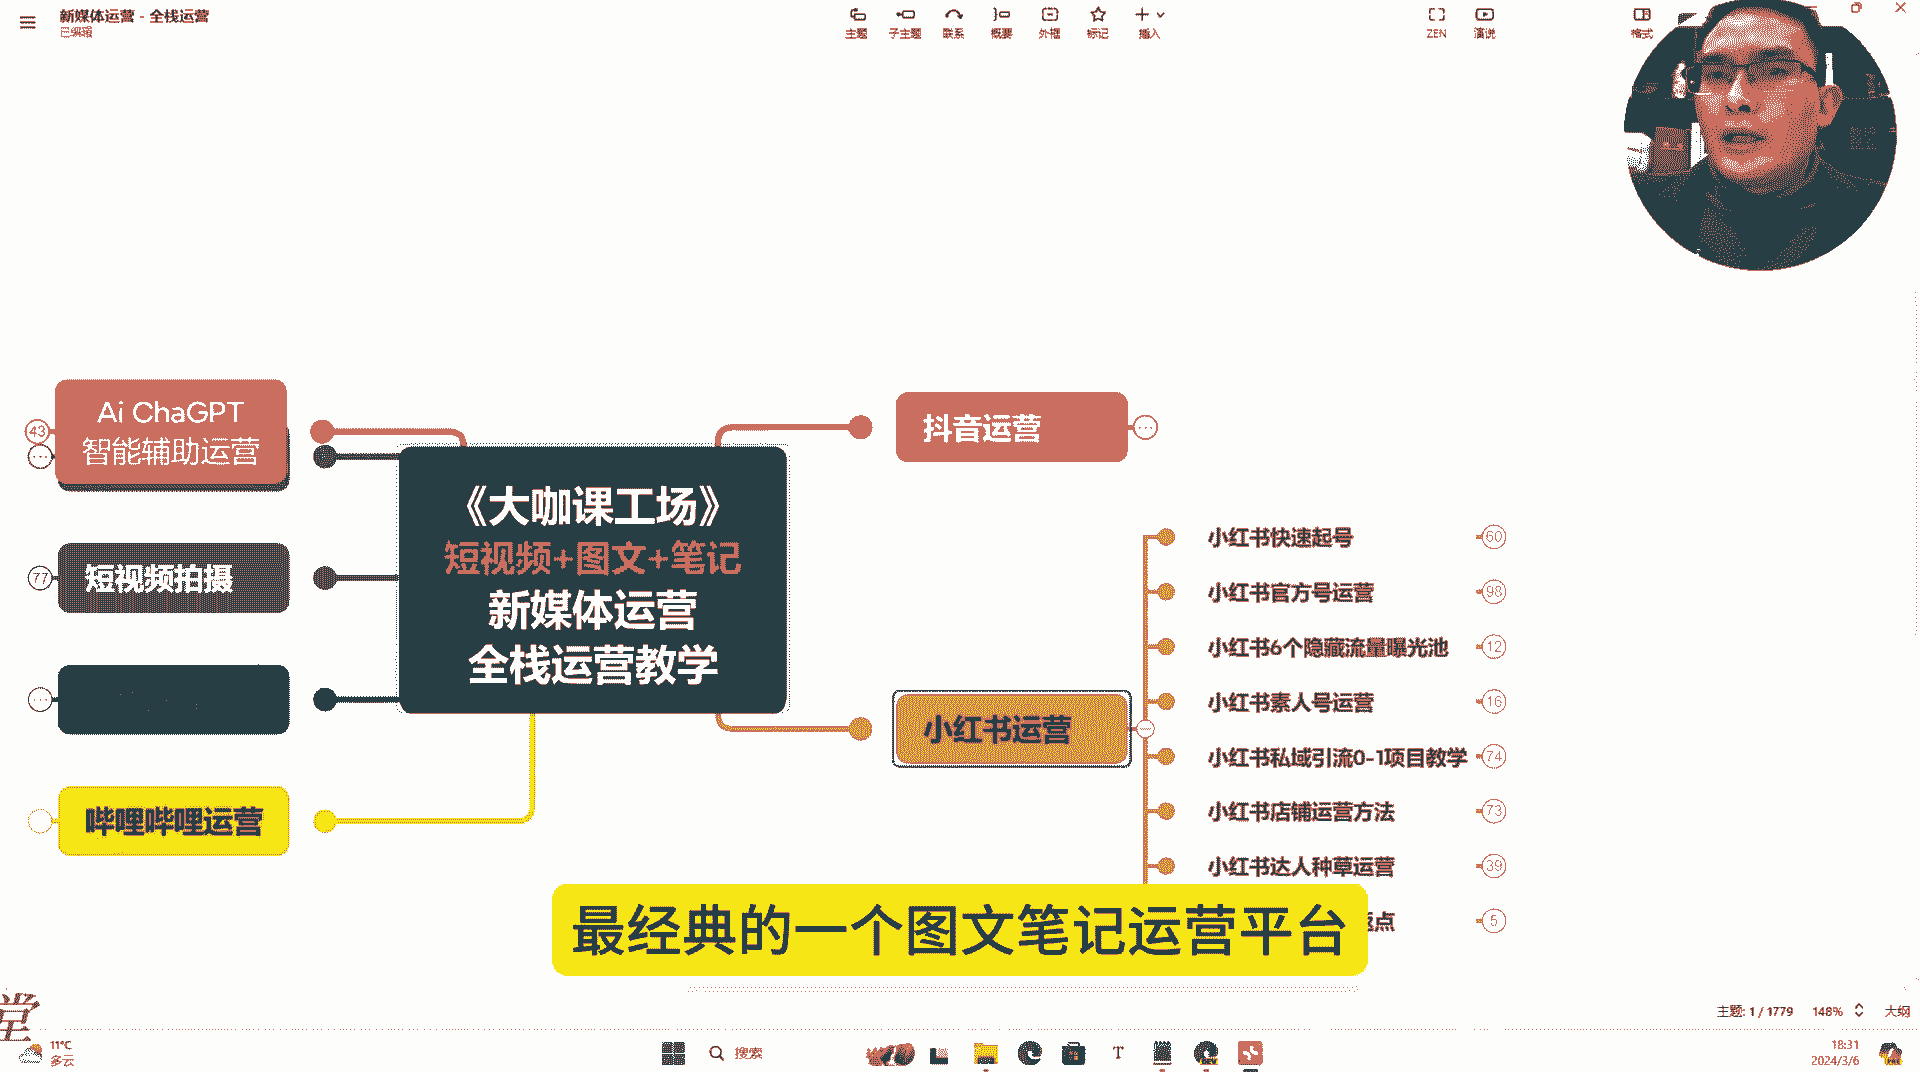 新媒体运营 - 全栈运营
已编辑
主题
子主题
联系
概要
外框
标记
插入
ZEN
演说
格式
43
Ai ChaGPT
智能辅助运营
77
短视频拍摄
哔哩哔哩运营
《大咖课工场》
短视频+图文+笔记
新媒体运营
全栈运营教学
抖音运营
小红书运营
小红书快速起号
60
小红书官方号运营
98
小红书6个隐藏流量曝光池
12
小红书素人号运营
16
小红书私域引流0-1项目教学
74
小红书店铺运营方法
73
小红书达人种草运营
39
点
5
最经典的一个图文笔记运营平台
堂
主题: 1 / 1779
148%
大纲
11°C
多云
搜索
18:31
2024/3/6